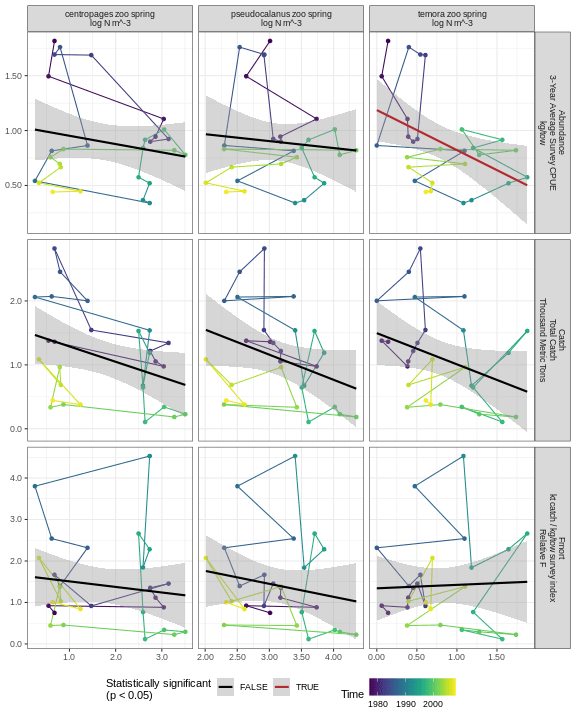 centropages zoo spring
log N m^-3
pseudocalanus zoo spring
log N m^-3
temora zoo spring
log N m^-3
1.50
1.00
0.50
Abundance
3-Year Average Survey CPUE
kg/tow
2.0
1.0
0.0
Catch
Total Catch
Thousand Metric Tons
4.0
3.0
2.0
1.0
0.0
Fmort
kt catch / kg/tow survey index
Relative F
1.0 2.0 3.0
2.00 2.50 3.00 3.50 4.00
0.00 0.50 1.00 1.50
Statistically significant
(p < 0.05)
FALSE
TRUE
Time
1980 1990 2000